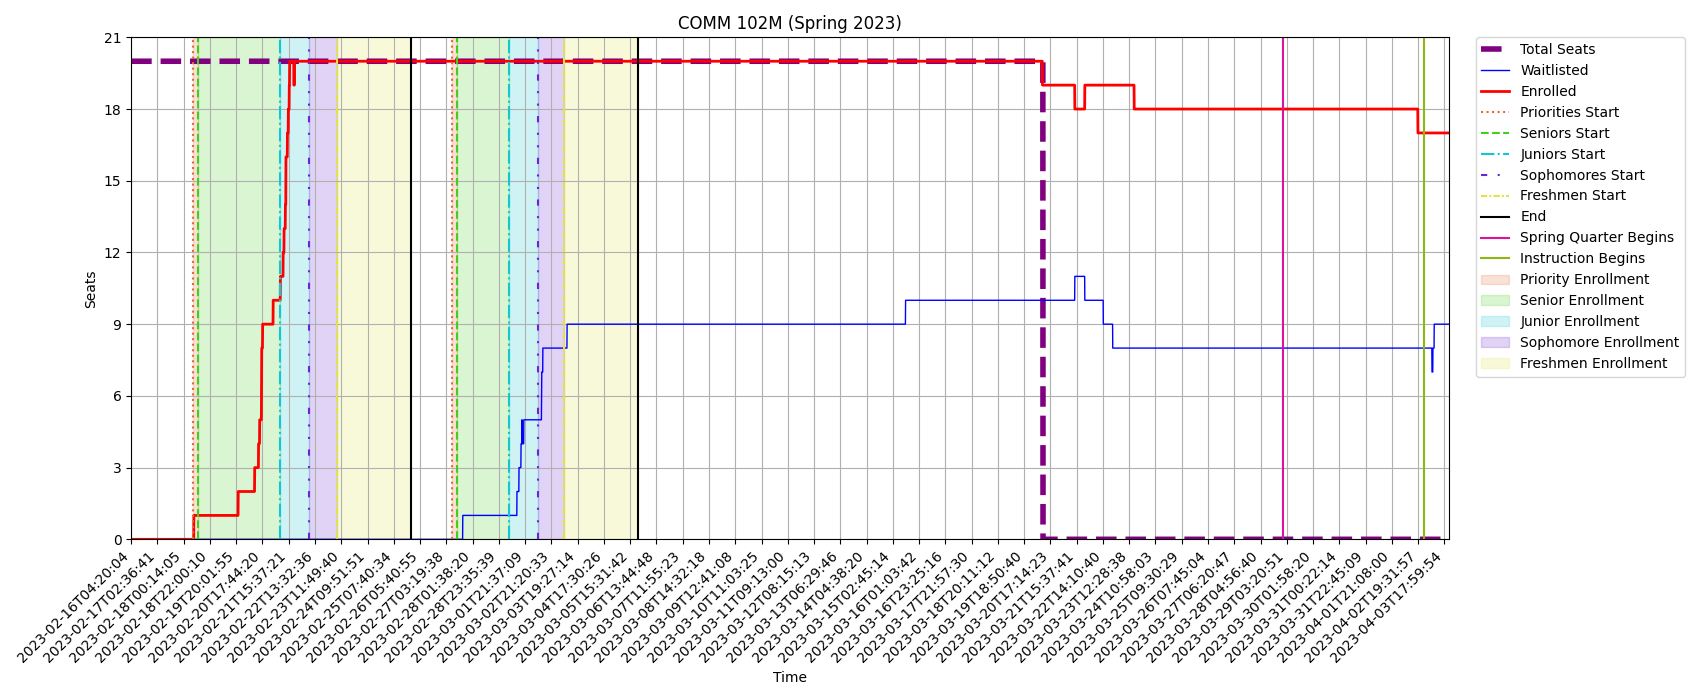 COMM 102M (Spring 2023)
Seats
21
18
15
12
9
6
3
0
2023-02-16T04:20:04
2023-02-17T02:36:41
2023-02-18T00:14:05
2023-02-18T22:00:10
2023-02-19T20:01:55
2023-02-20T17:44:20
2023-02-21T15:37:21
2023-02-22T13:32:36
2023-02-23T11:49:40
2023-02-24T09:51:51
2023-02-25T07:40:34
2023-02-26T05:40:55
2023-02-27T03:19:38
2023-02-28T01:38:20
2023-02-28T23:35:39
2023-03-01T21:37:09
2023-03-02T21:20:33
2023-03-03T19:27:14
2023-03-04T17:30:26
2023-03-05T15:31:42
2023-03-06T13:44:48
2023-03-07T11:55:23
2023-03-08T14:32:18
2023-03-09T12:41:08
2023-03-10T11:03:25
2023-03-11T09:13:00
2023-03-12T08:15:13
2023-03-13T06:29:46
2023-03-14T04:38:20
2023-03-15T02:45:14
2023-03-16T01:03:42
2023-03-16T23:25:16
2023-03-17T21:57:30
2023-03-18T20:11:12
2023-03-19T18:50:40
2023-03-20T17:14:23
2023-03-21T15:37:41
2023-03-22T14:10:40
2023-03-23T12:28:38
2023-03-24T10:58:03
2023-03-25T09:30:29
2023-03-26T07:45:04
2023-03-27T06:20:47
2023-03-28T04:56:40
2023-03-29T03:20:51
2023-03-30T01:58:20
2023-03-31T00:22:14
2023-03-31T22:45:09
2023-04-01T21:08:00
2023-04-02T19:31:57
2023-04-03T17:59:54
Time
Total Seats
Waitlisted
Enrolled
Priorities Start
Seniors Start
Juniors Start
Sophomores Start
Freshmen Start
End
Spring Quarter Begins
Instruction Begins
Priority Enrollment
Senior Enrollment
Junior Enrollment
Sophomore Enrollment
Freshmen Enrollment